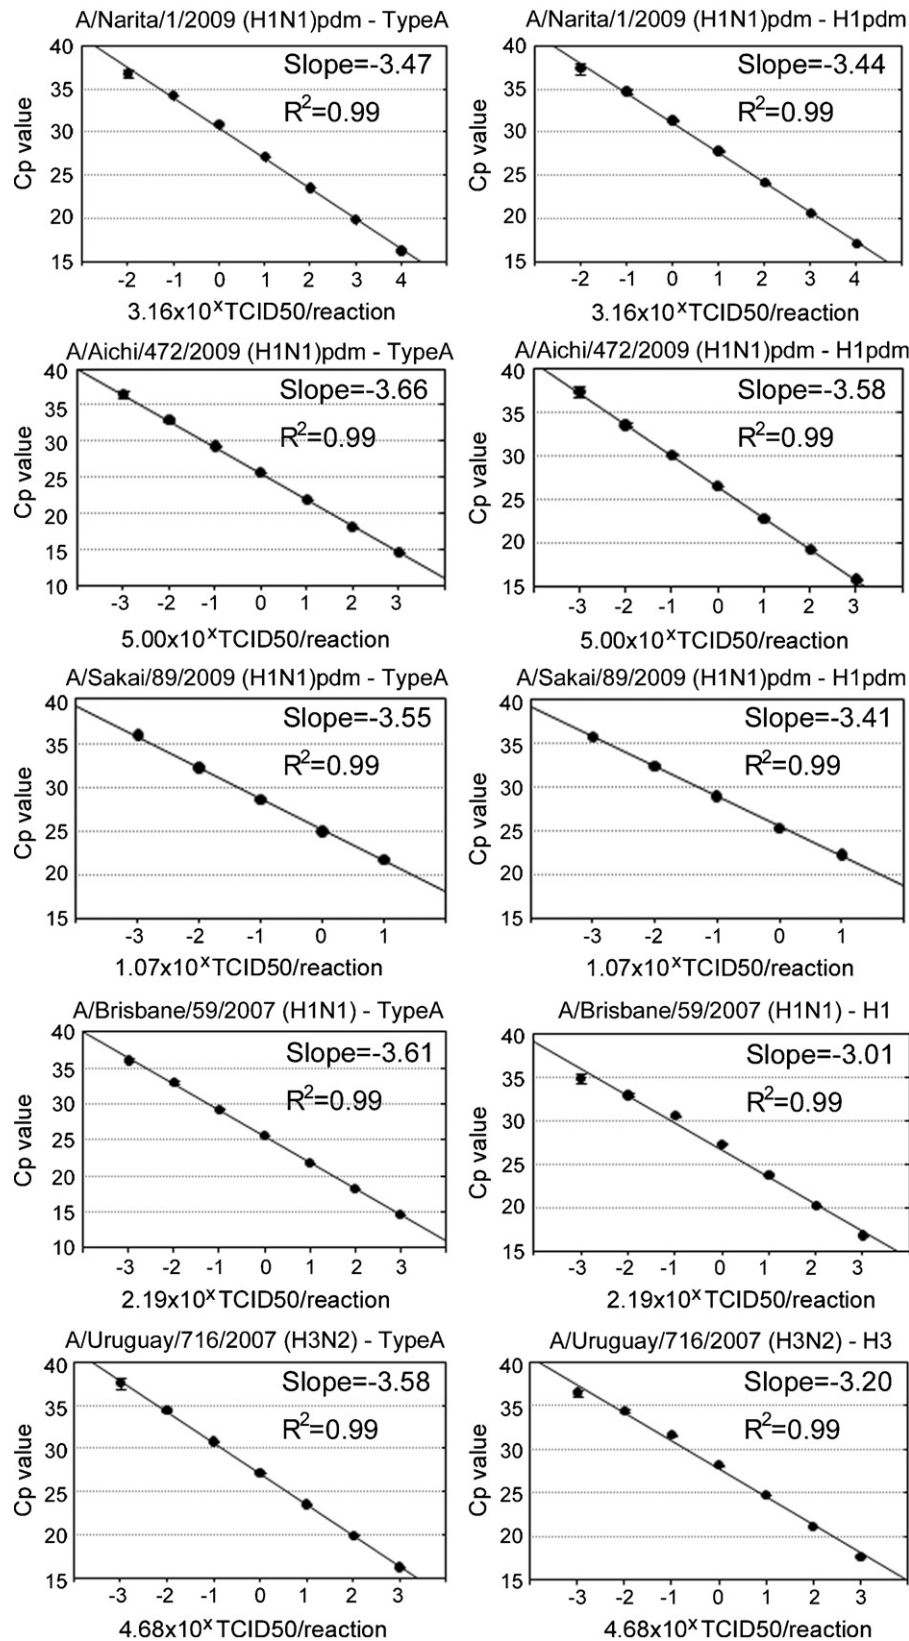 A/Narita/1/2009 (H1N1)pdm - TypeA
Slope=-3.47
R²=0.99
Cp value
40
35
30
25
20
15
-2 -1 0 1 2 3 4
3.16x10ˣTCID50/reaction
A/Narita/1/2009 (H1N1)pdm - H1pdm
Slope=-3.44
R²=0.99
Cp value
40
35
30
25
20
15
-2 -1 0 1 2 3 4
3.16x10ˣTCID50/reaction
A/Aichi/472/2009 (H1N1)pdm - TypeA
Slope=-3.66
R²=0.99
Cp value
40
35
30
25
20
15
10
-3 -2 -1 0 1 2 3
5.00x10ˣTCID50/reaction
A/Aichi/472/2009 (H1N1)pdm - H1pdm
Slope=-3.58
R²=0.99
Cp value
40
35
30
25
20
15
-3 -2 -1 0 1 2 3
5.00x10ˣTCID50/reaction
A/Sakai/89/2009 (H1N1)pdm - TypeA
Slope=-3.55
R²=0.99
Cp value
40
35
30
25
20
15
-3 -2 -1 0 1
1.07x10ˣTCID50/reaction
A/Sakai/89/2009 (H1N1)pdm - H1pdm
Slope=-3.41
R²=0.99
Cp value
40
35
30
25
20
15
-3 -2 -1 0 1
1.07x10ˣTCID50/reaction
A/Brisbane/59/2007 (H1N1) - TypeA
Slope=-3.61
R²=0.99
Cp value
40
35
30
25
20
15
10
-3 -2 -1 0 1 2 3
2.19x10ˣTCID50/reaction
A/Brisbane/59/2007 (H1N1) - H1
Slope=-3.01
R²=0.99
Cp value
40
35
30
25
20
15
-3 -2 -1 0 1 2 3
2.19x10ˣTCID50/reaction
A/Uruguay/716/2007 (H3N2) - TypeA
Slope=-3.58
R²=0.99
Cp value
40
35
30
25
20
15
-3 -2 -1 0 1 2 3
4.68x10ˣTCID50/reaction
A/Uruguay/716/2007 (H3N2) - H3
Slope=-3.20
R²=0.99
Cp value
40
35
30
25
20
15
-3 -2 -1 0 1 2 3
4.68x10ˣTCID50/reaction